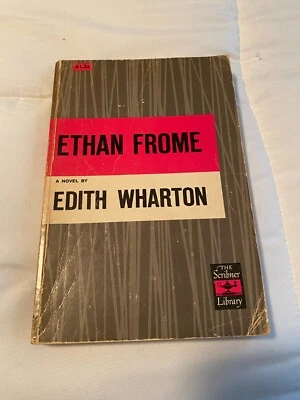 ETHAN FROME
A NOVEL BY
EDITH WHARTON
THE
Scribner
Library